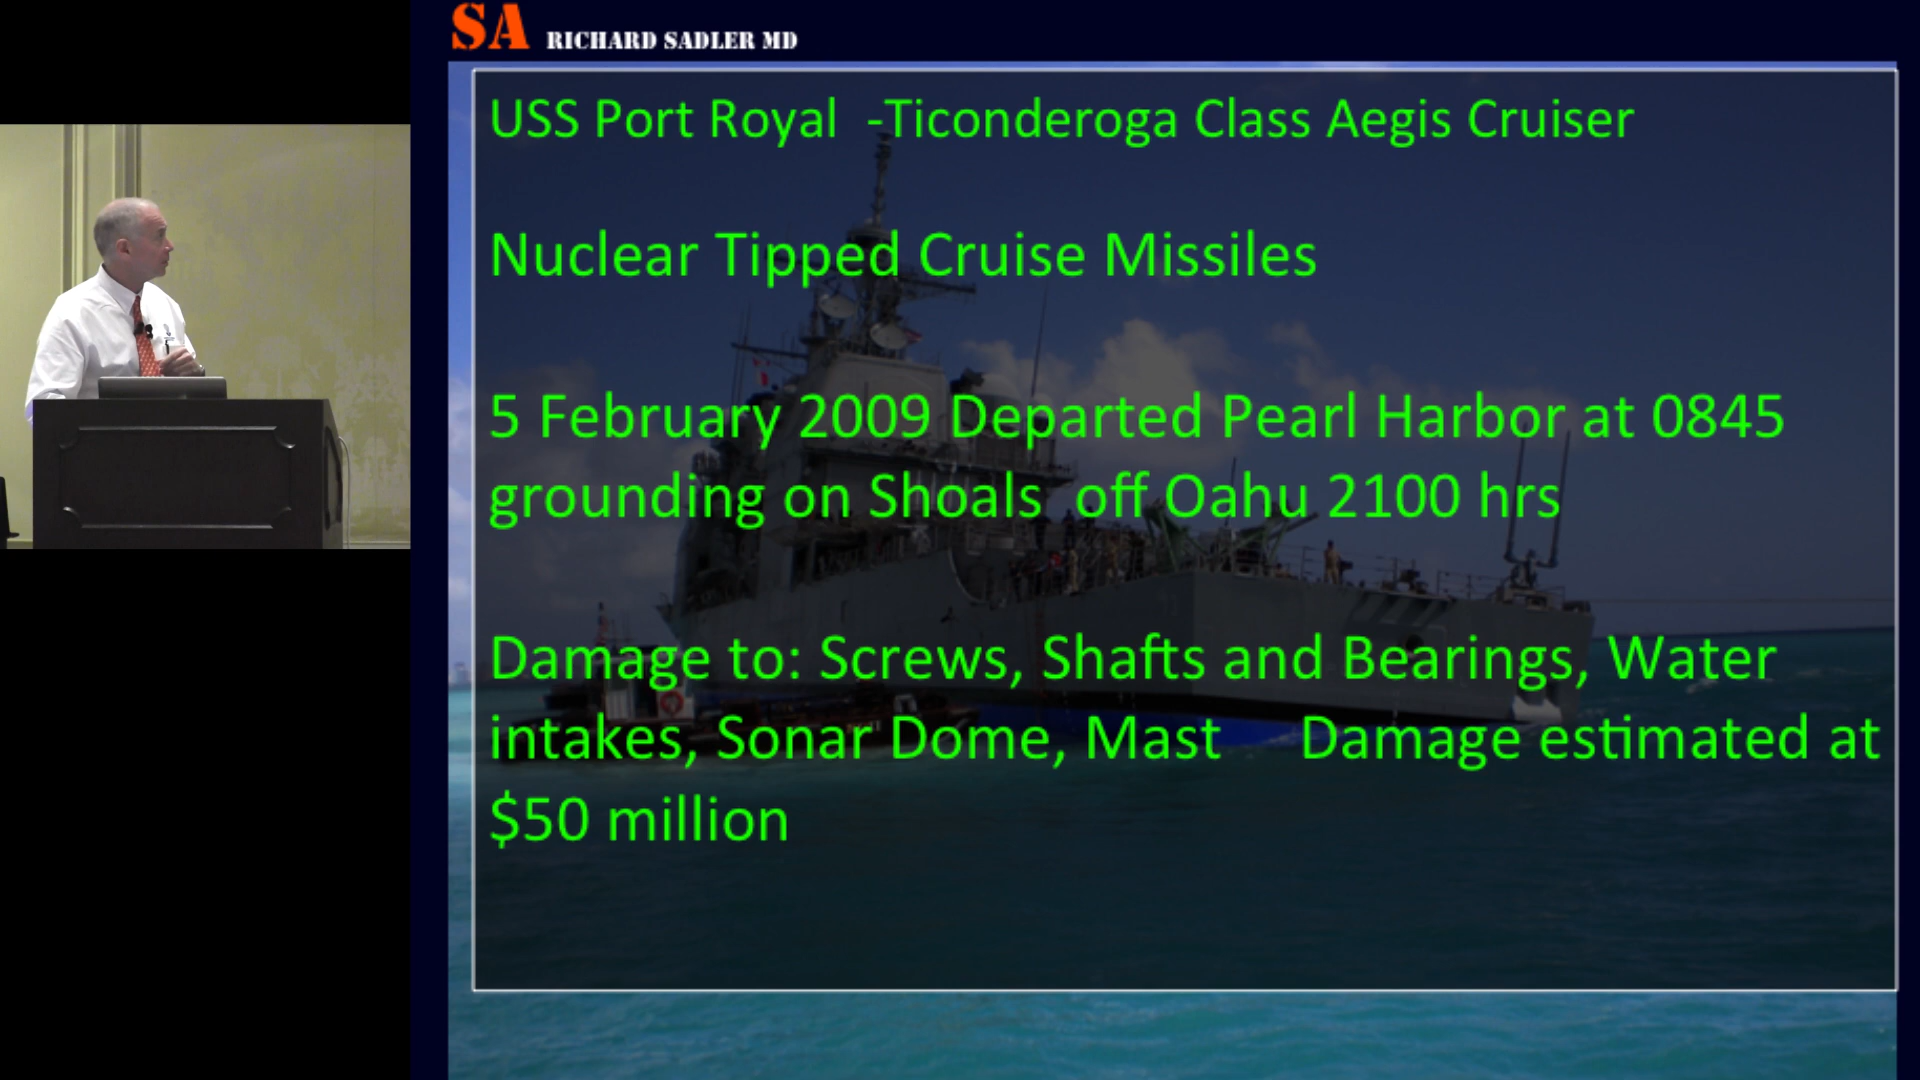 SA RICHARD SADLER MD
USS Port Royal -Ticonderoga Class Aegis Cruiser
Nuclear Tipped Cruise Missiles
5 February 2009 Departed Pearl Harbor at 0845
grounding on Shoals off Oahu 2100 hrs
Damage to: Screws, Shafts and Bearings, Water
intakes, Sonar Dome, Mast Damage estimated at
$50 million